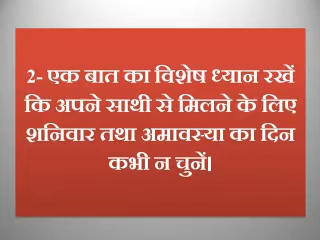 2- एक बात का विशेष ध्यान रखें
कि अपने साथी से मिलने के लिए
शनिवार तथा अमावस्या का दिन
कभी न चुनें।